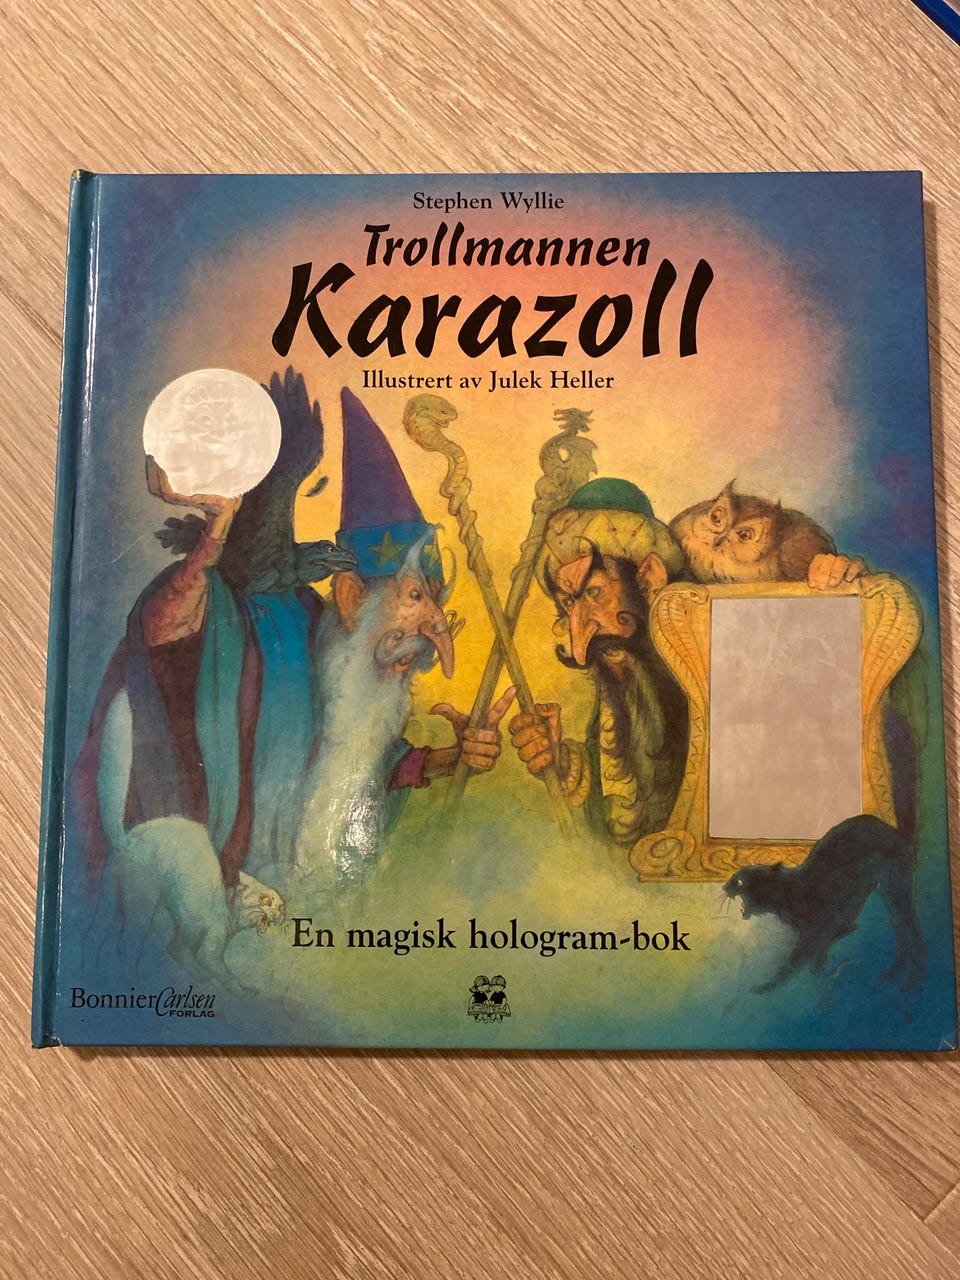 Stephen Wyllie
Trollmannen
Karazoll
Illustrert av Julek Heller
En magisk hologram-bok
BonnierCarlsen
FORLAG